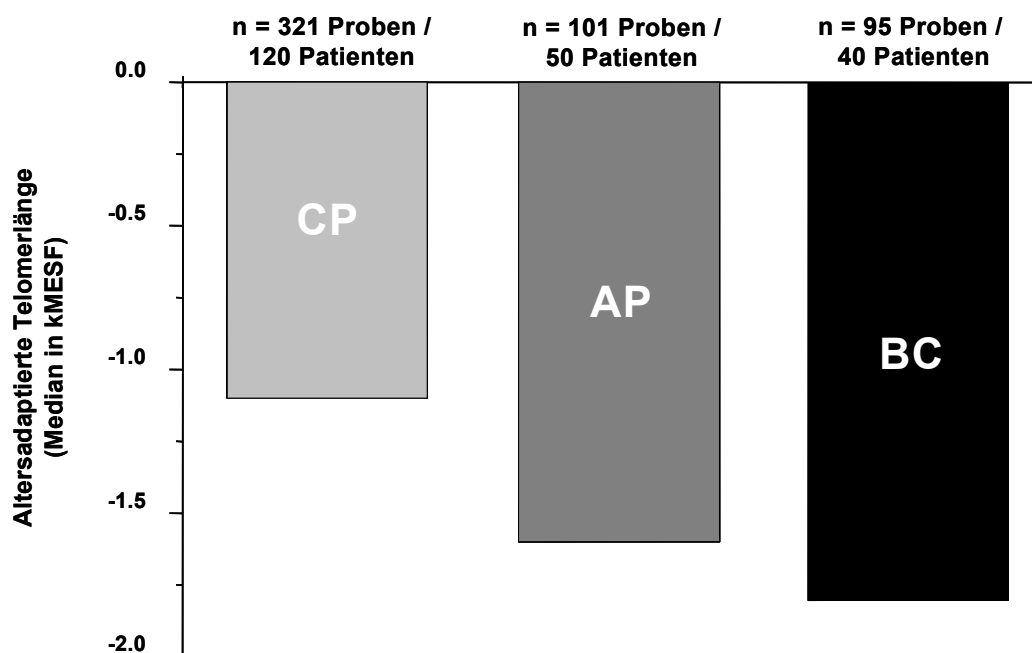 n = 321 Proben /
120 Patienten
n = 101 Proben /
50 Patienten
n = 95 Proben /
40 Patienten
0.0
-0.5
-1.0
-1.5
-2.0
Altersadaptierte Telomerlänge
(Median in kMESF)
CP
AP
BC